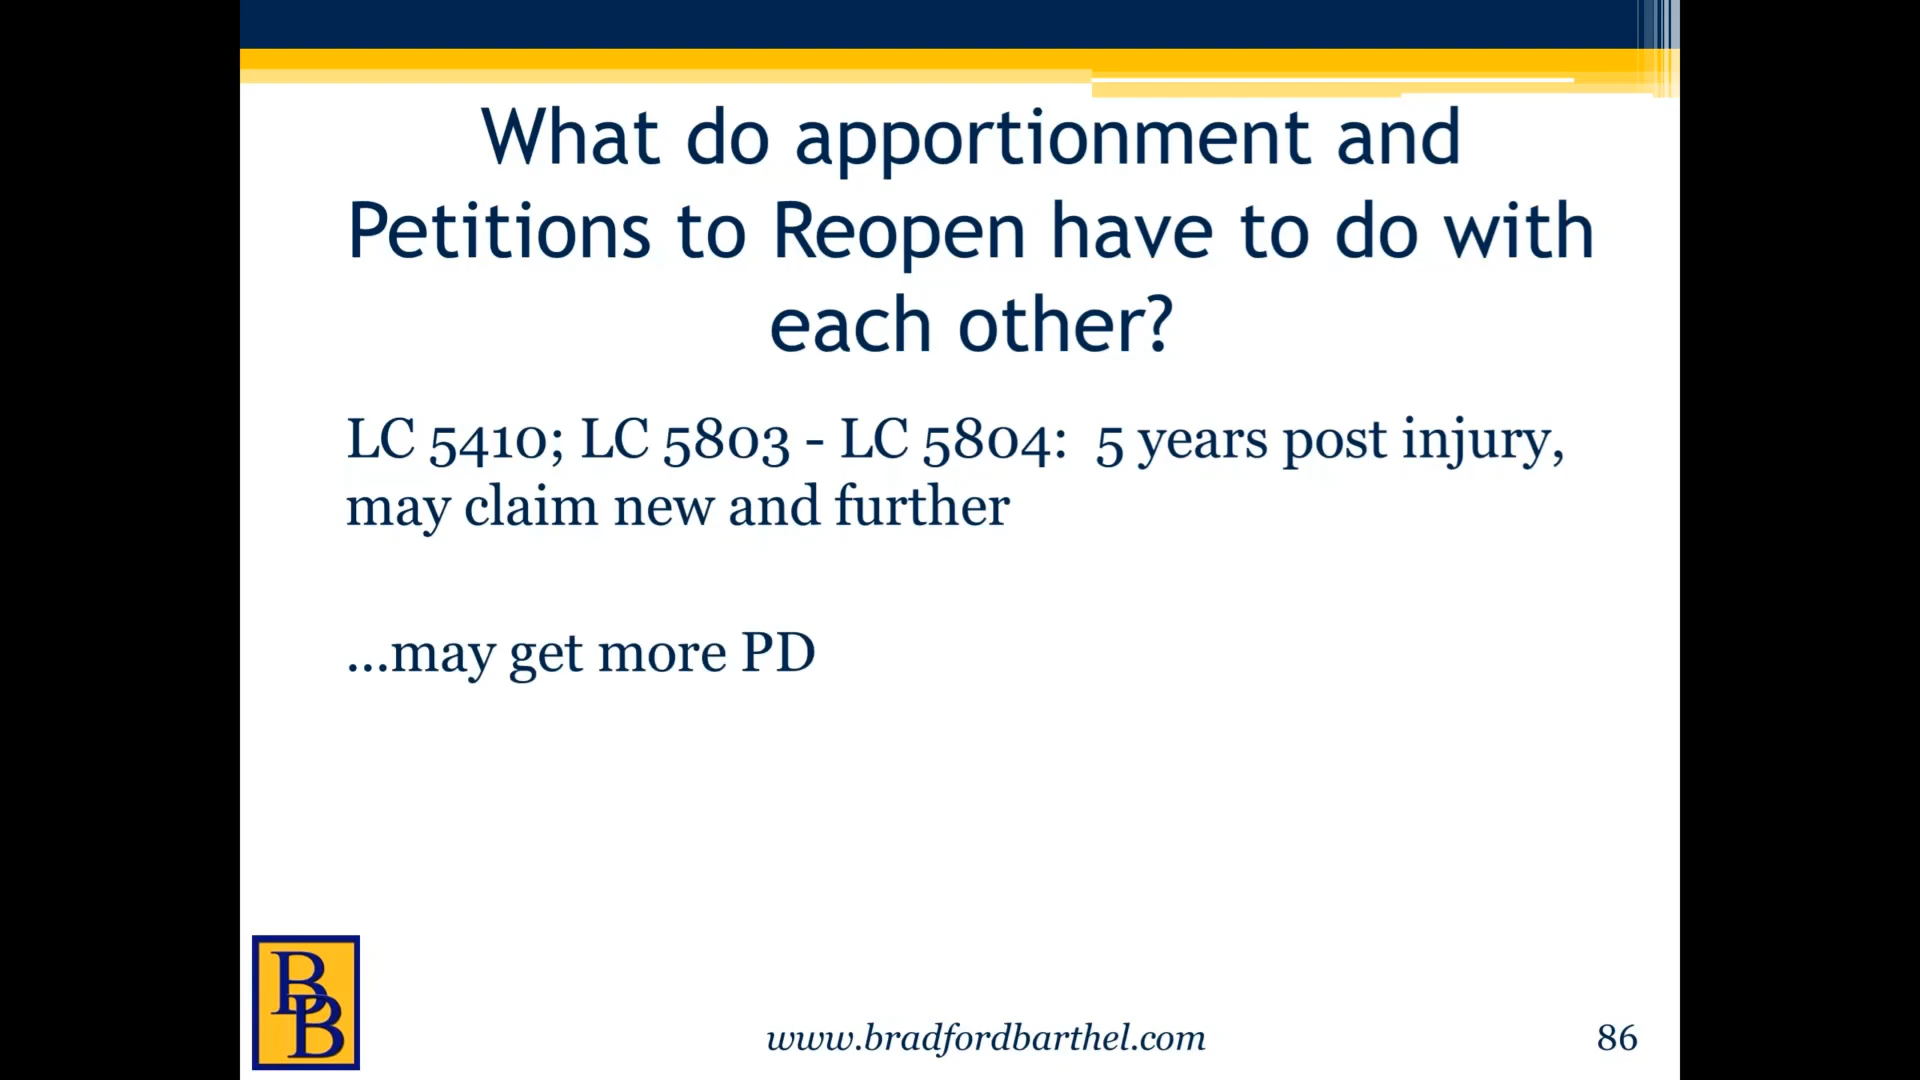 What do apportionment and
Petitions to Reopen have to do with
each other?
LC 5410; LC 5803 - LC 5804:  5 years post injury,
may claim new and further
...may get more PD
BB
www.bradfordbarthel.com
86